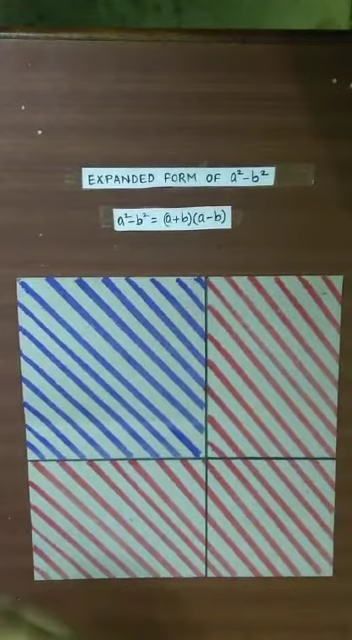 EXPANDED FORM OF a²-b²
a²-b² = (a+b)(a-b)